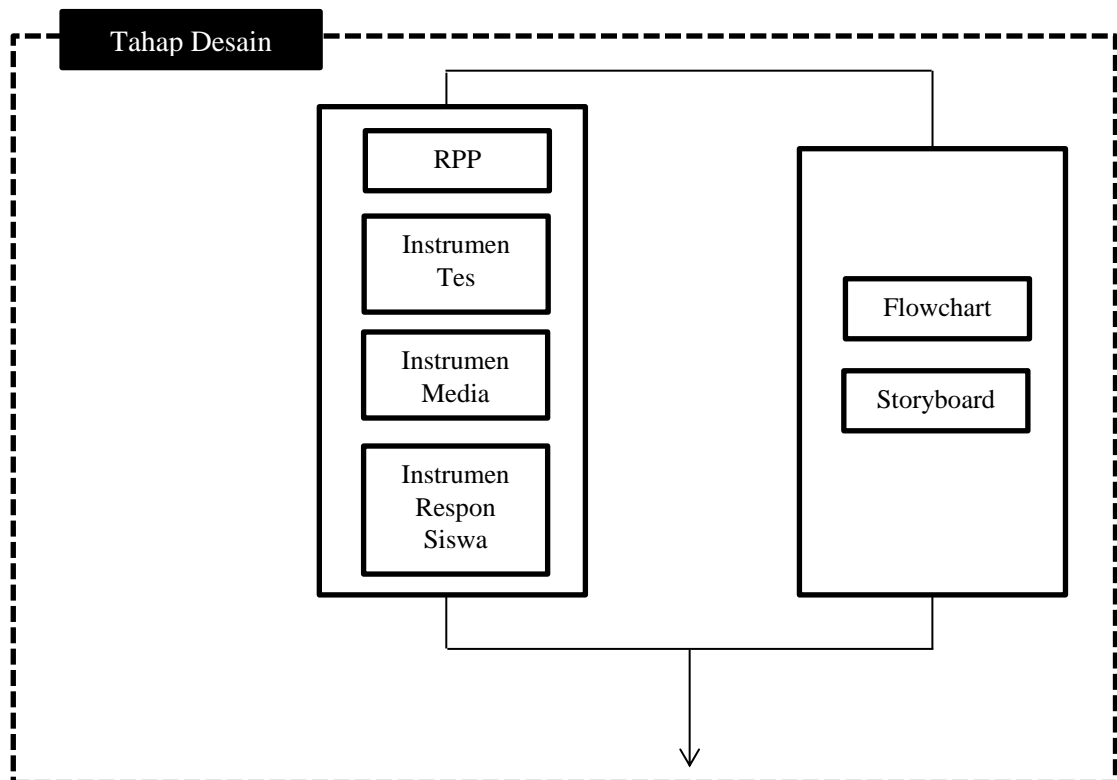 Tahap Desain
RPP
Instrumen
Tes
Instrumen
Media
Instrumen
Respon
Siswa
Flowchart
Storyboard